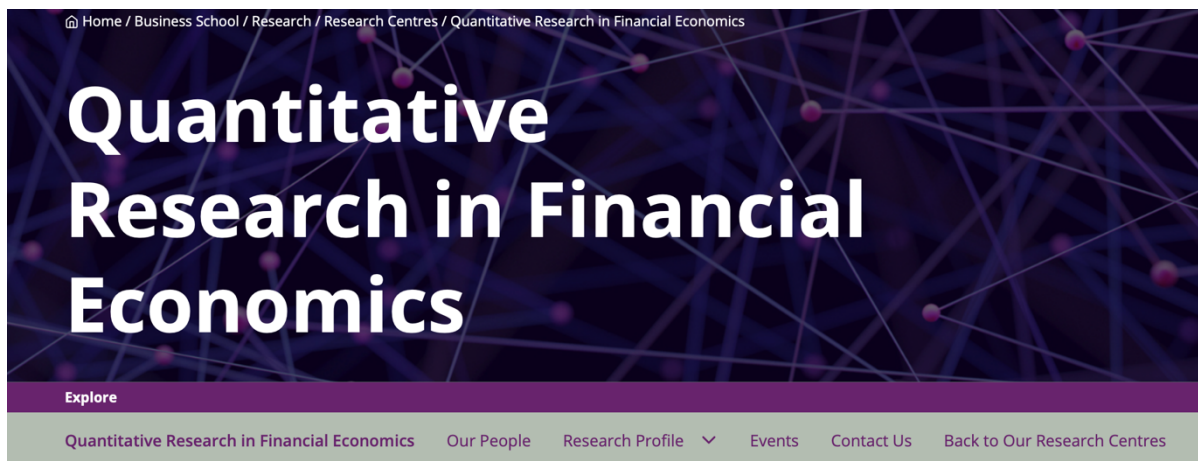 Home / Business School / Research / Research Centres / Quantitative Research in Financial Economics
Quantitative
Research in Financial
Economics
Explore
Quantitative Research in Financial Economics Our People Research Profile Events Contact Us Back to Our Research Centres